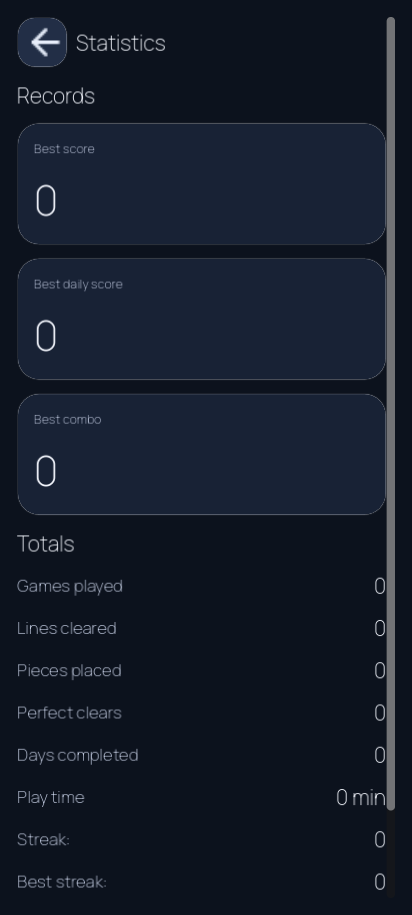 Statistics
Records
Best score
0
Best daily score
0
Best combo
0
Totals
Games played 0
Lines cleared 0
Pieces placed 0
Perfect clears 0
Days completed 0
Play time 0 min
Streak: 0
Best streak: 0